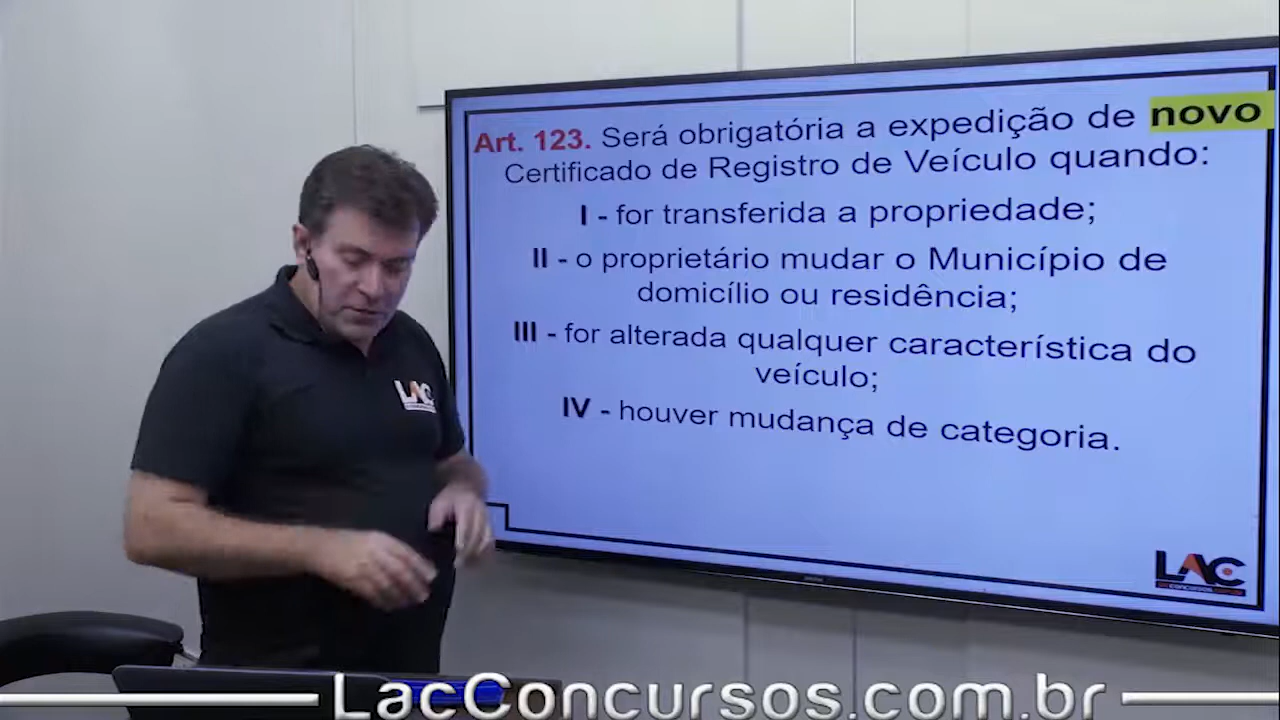 Art. 123. Será obrigatória a expedição de novo
Certificado de Registro de Veículo quando:
I - for transferida a propriedade;
II - o proprietário mudar o Município de
domicílio ou residência;
III - for alterada qualquer característica do
veículo;
IV - houver mudança de categoria.
LAC
LAC
LacConcursos.com.br